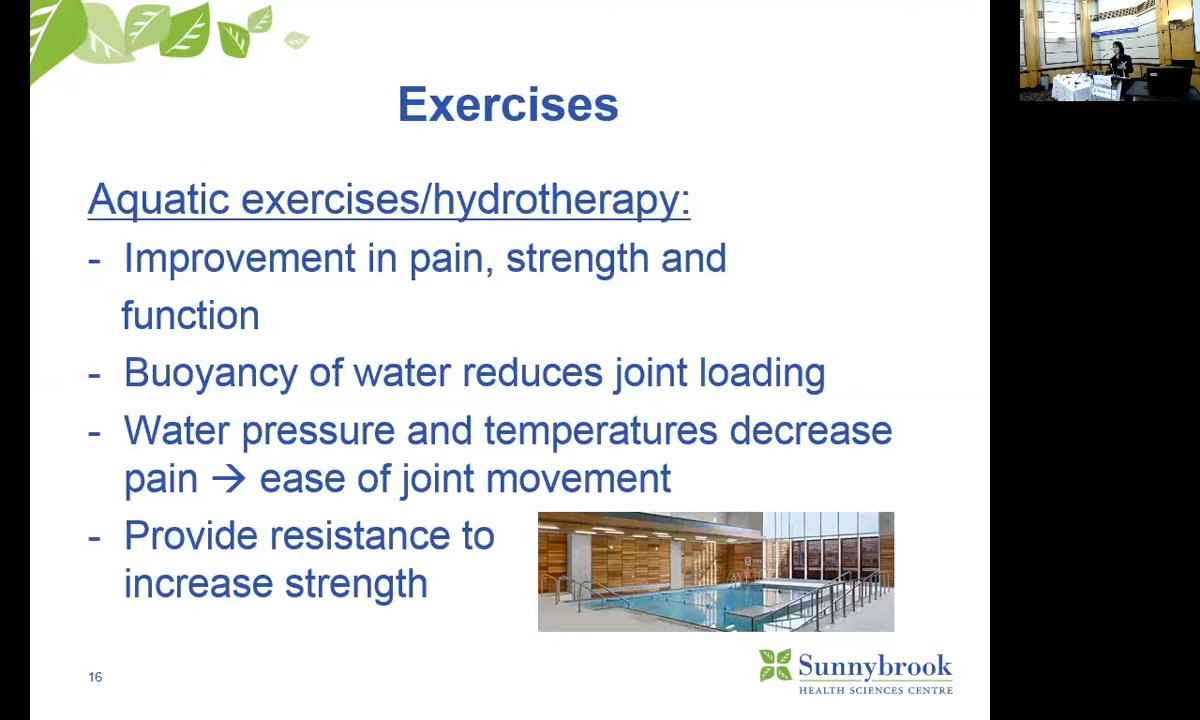 Exercises
Aquatic exercises/hydrotherapy:
- Improvement in pain, strength and
function
- Buoyancy of water reduces joint loading
- Water pressure and temperatures decrease
pain → ease of joint movement
- Provide resistance to
increase strength
16
Sunnybrook
HEALTH SCIENCES CENTRE